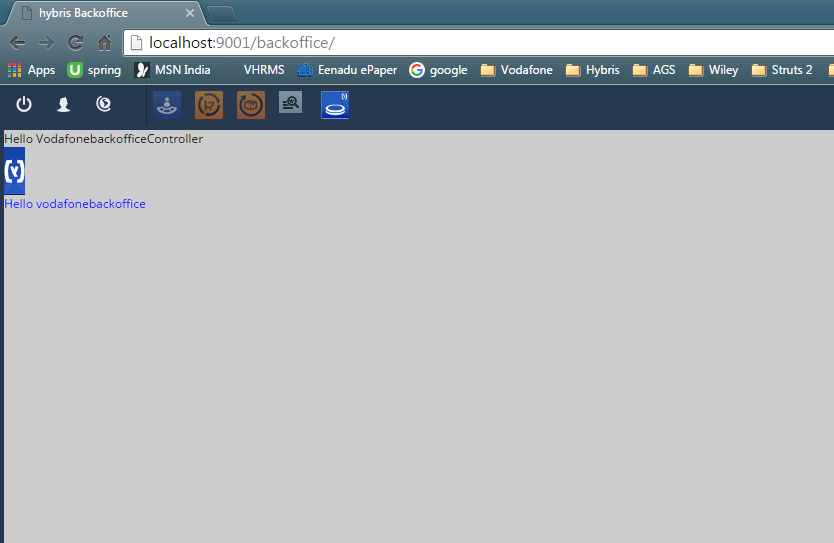 hybris Backoffice
localhost:9001/backoffice/
Apps spring MSN India VHRMS Eenadu ePaper google Vodafone Hybris AGS Wiley Struts 2
Hello VodafonebackofficeController
(y)
Hello vodafonebackoffice